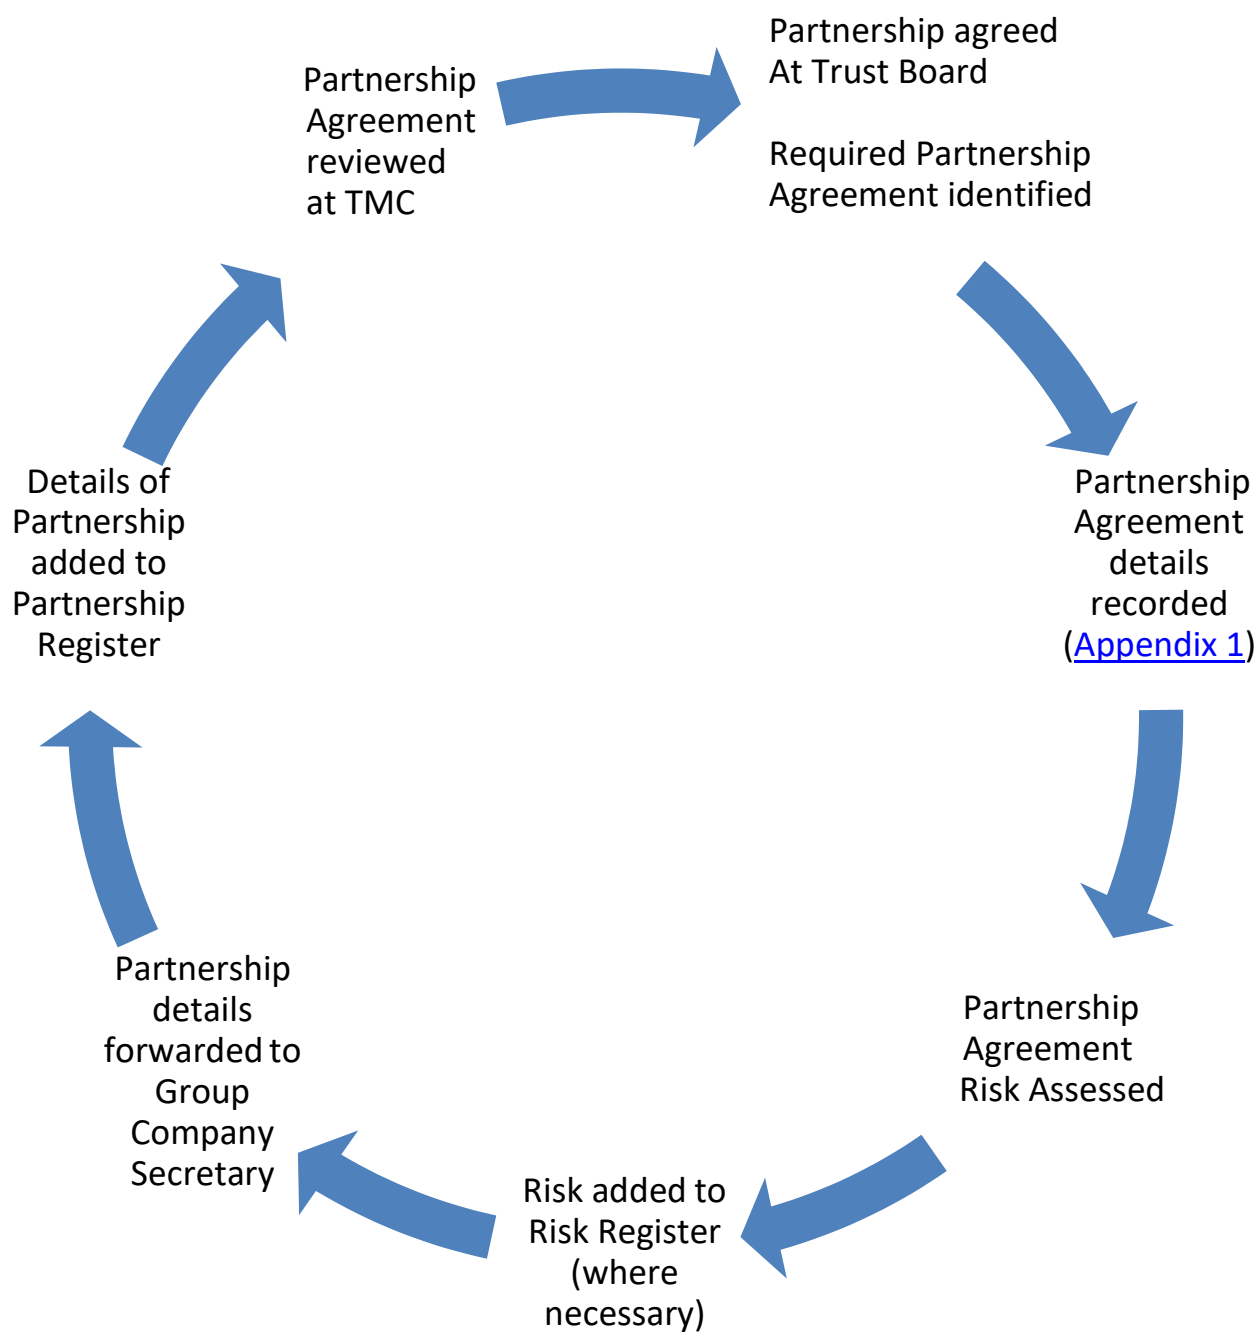 Partnership agreed
At Trust Board
Required Partnership
Agreement identified
Partnership
Agreement
details
recorded
(Appendix 1)
Partnership
Agreement
Risk Assessed
Risk added to
Risk Register
(where
necessary)
Partnership
details
forwarded to
Group
Company
Secretary
Details of
Partnership
added to
Partnership
Register
Partnership
Agreement
reviewed
at TMC